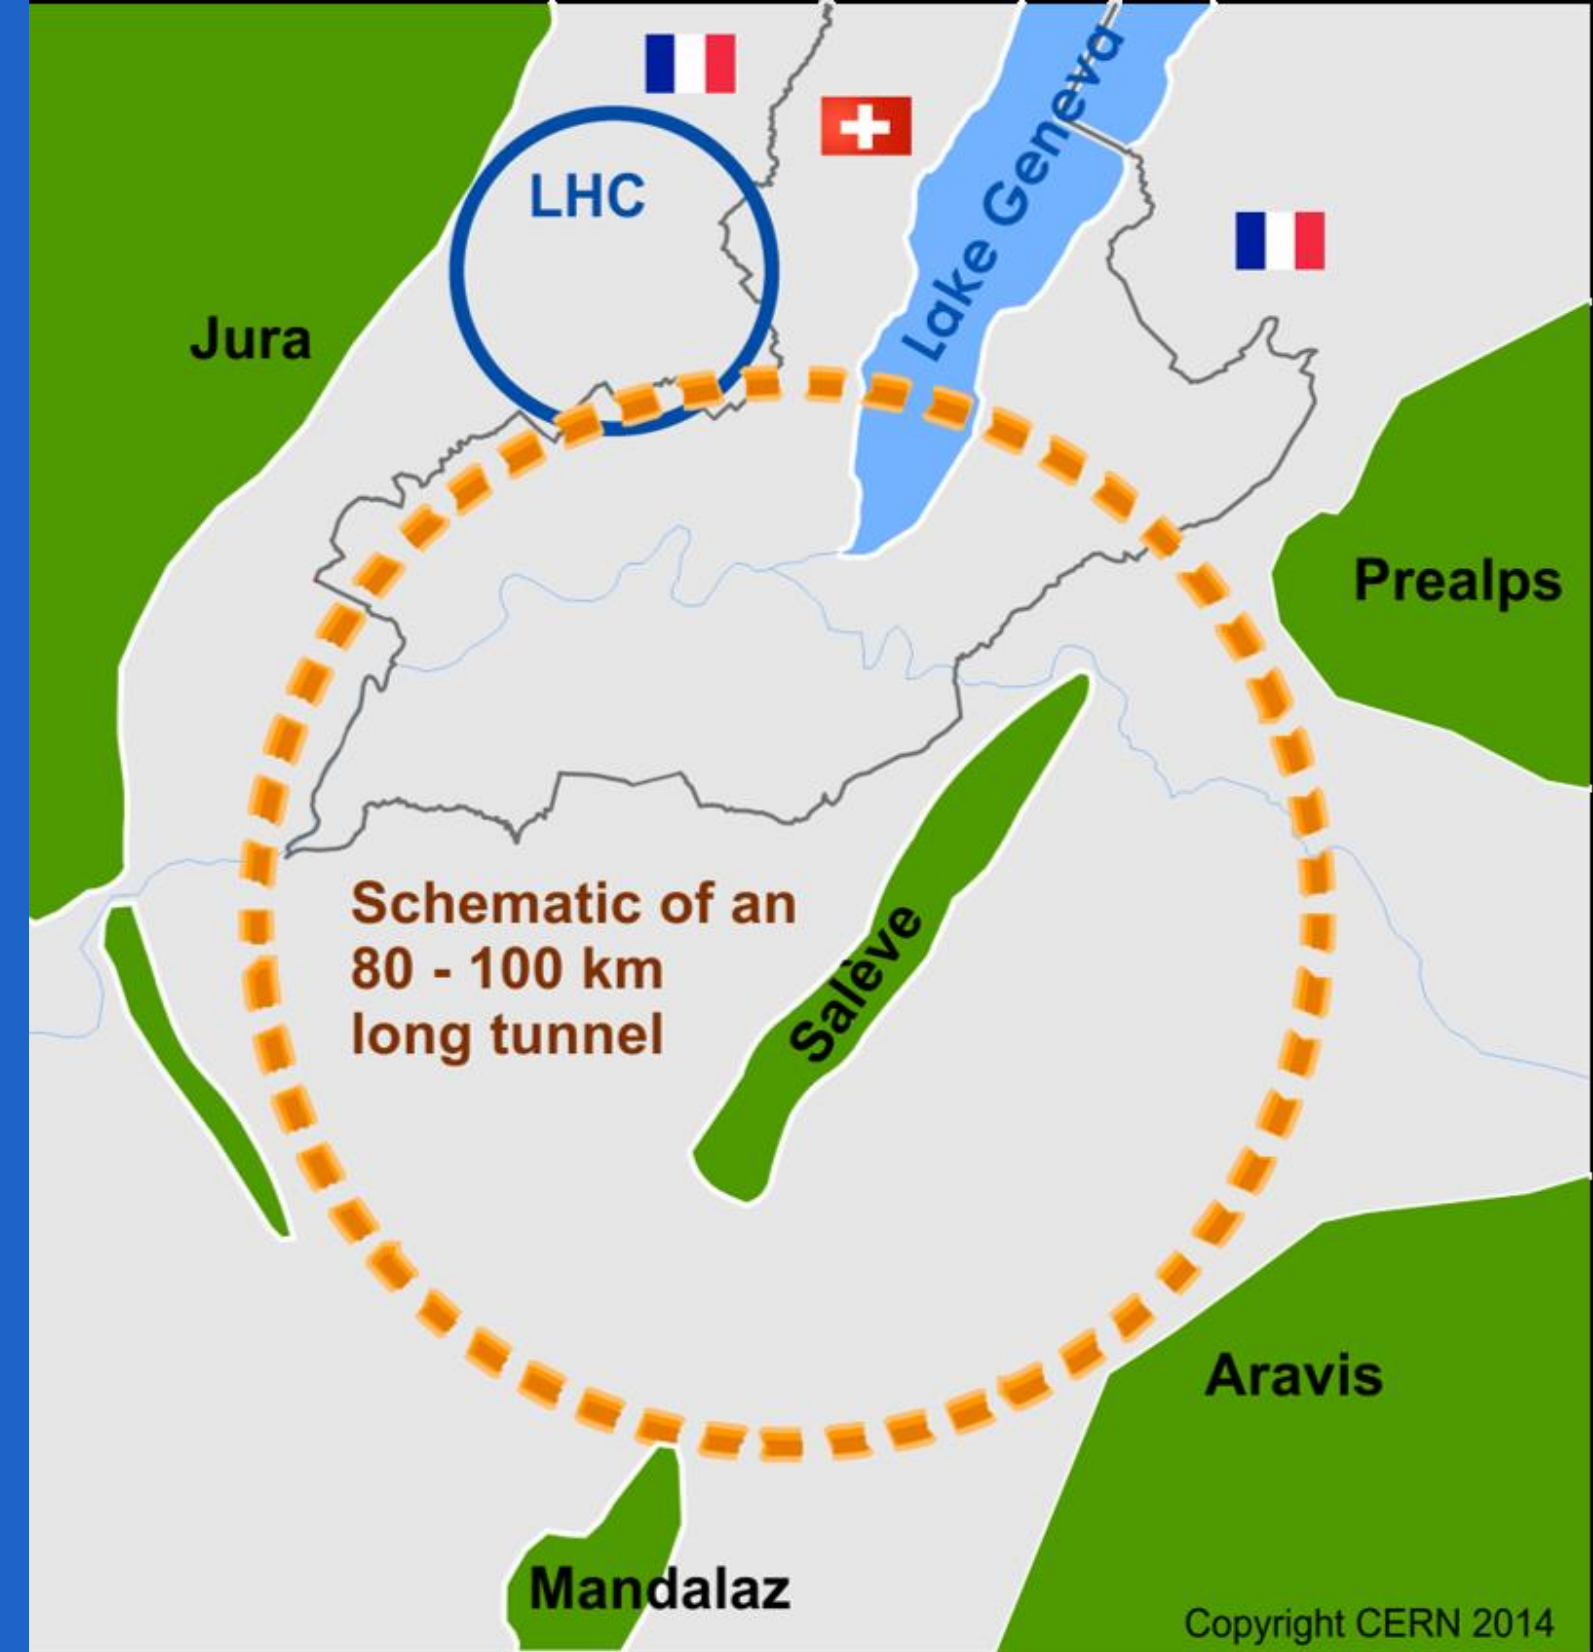 LHC
Lake Geneva
Jura
Prealps
Schematic of an
80 - 100 km
long tunnel
Salève
Aravis
Mandalaz
Copyright CERN 2014